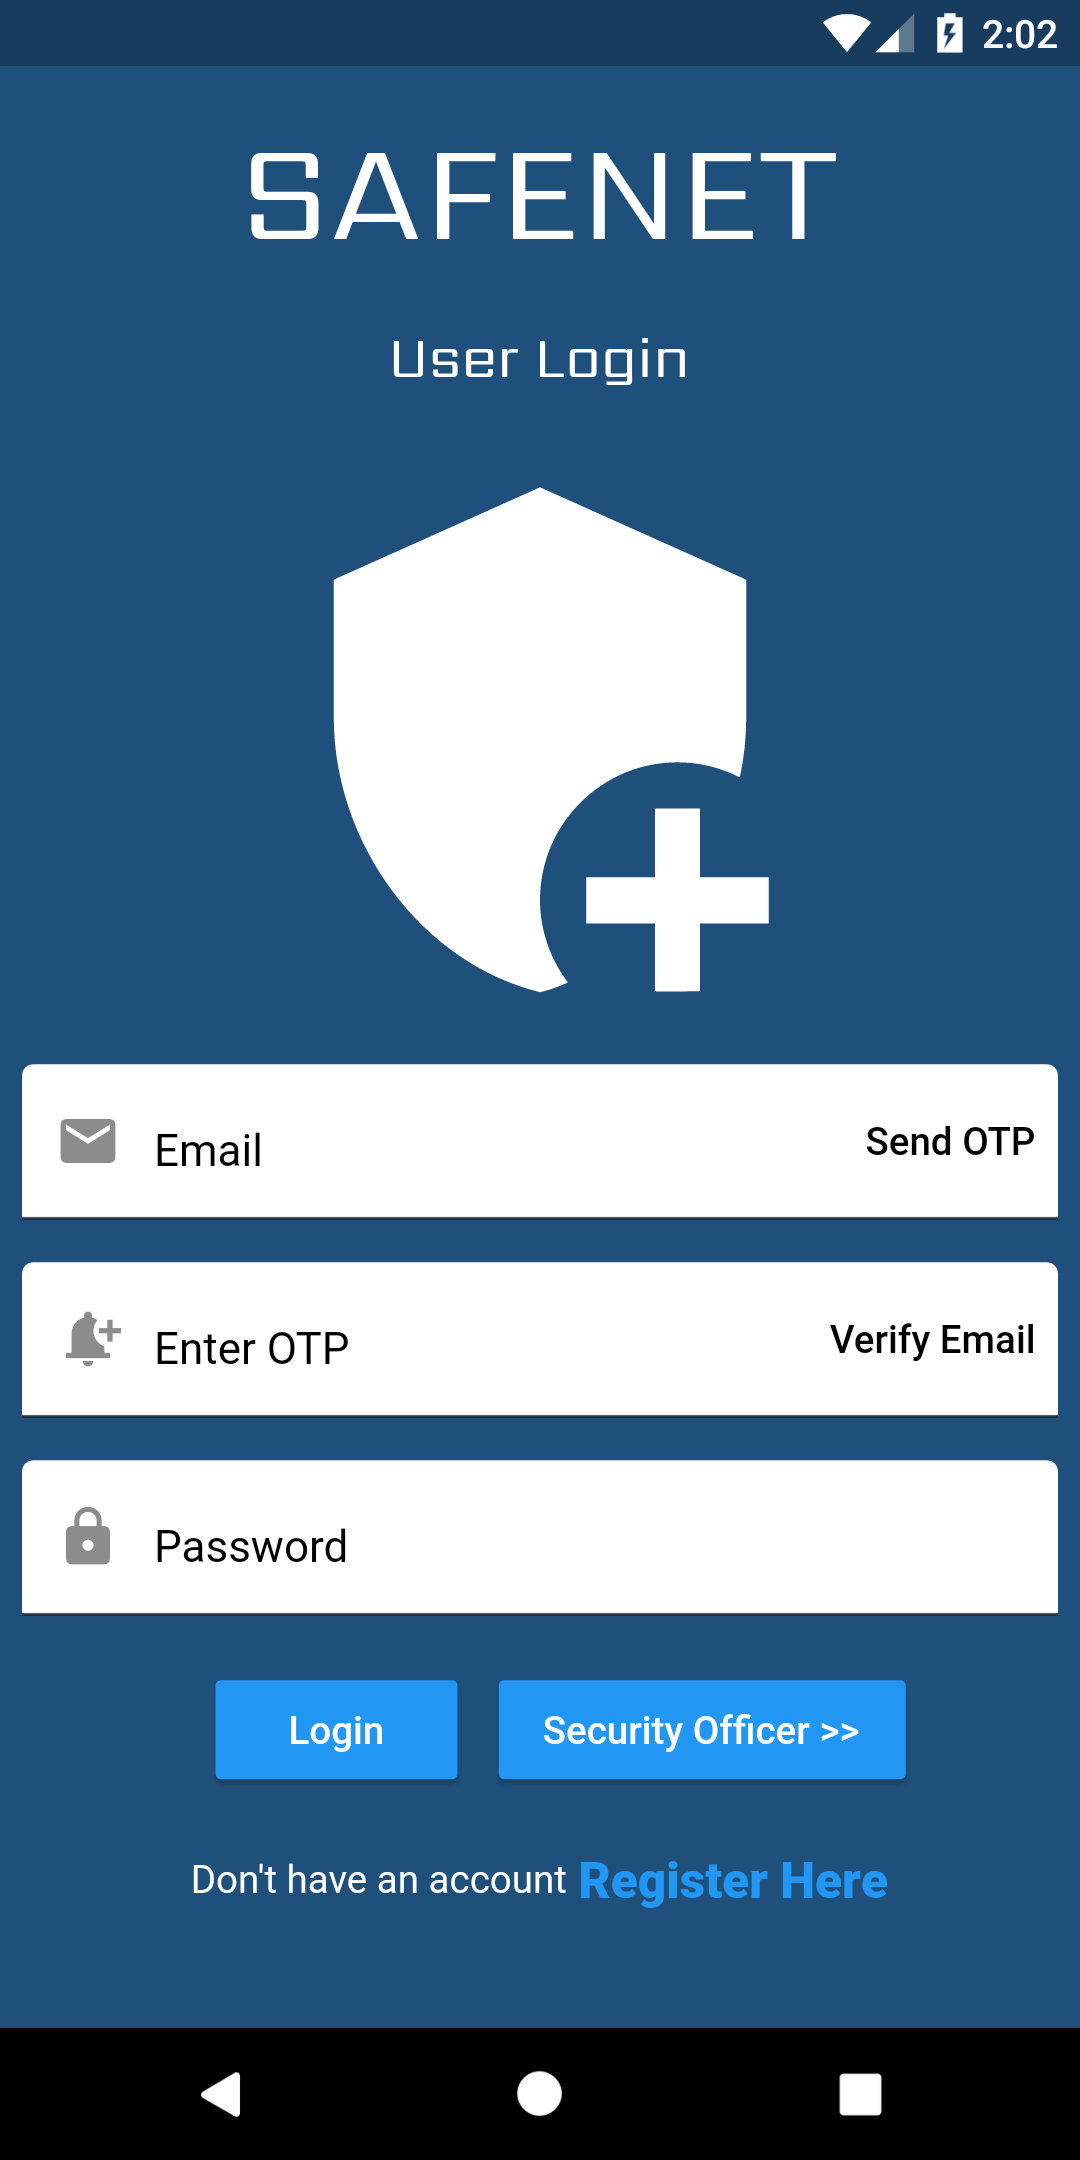 2:02
SAFENET
User Login
Email Send OTP
Enter OTP Verify Email
Password
Login Security Officer >>
Don't have an account Register Here